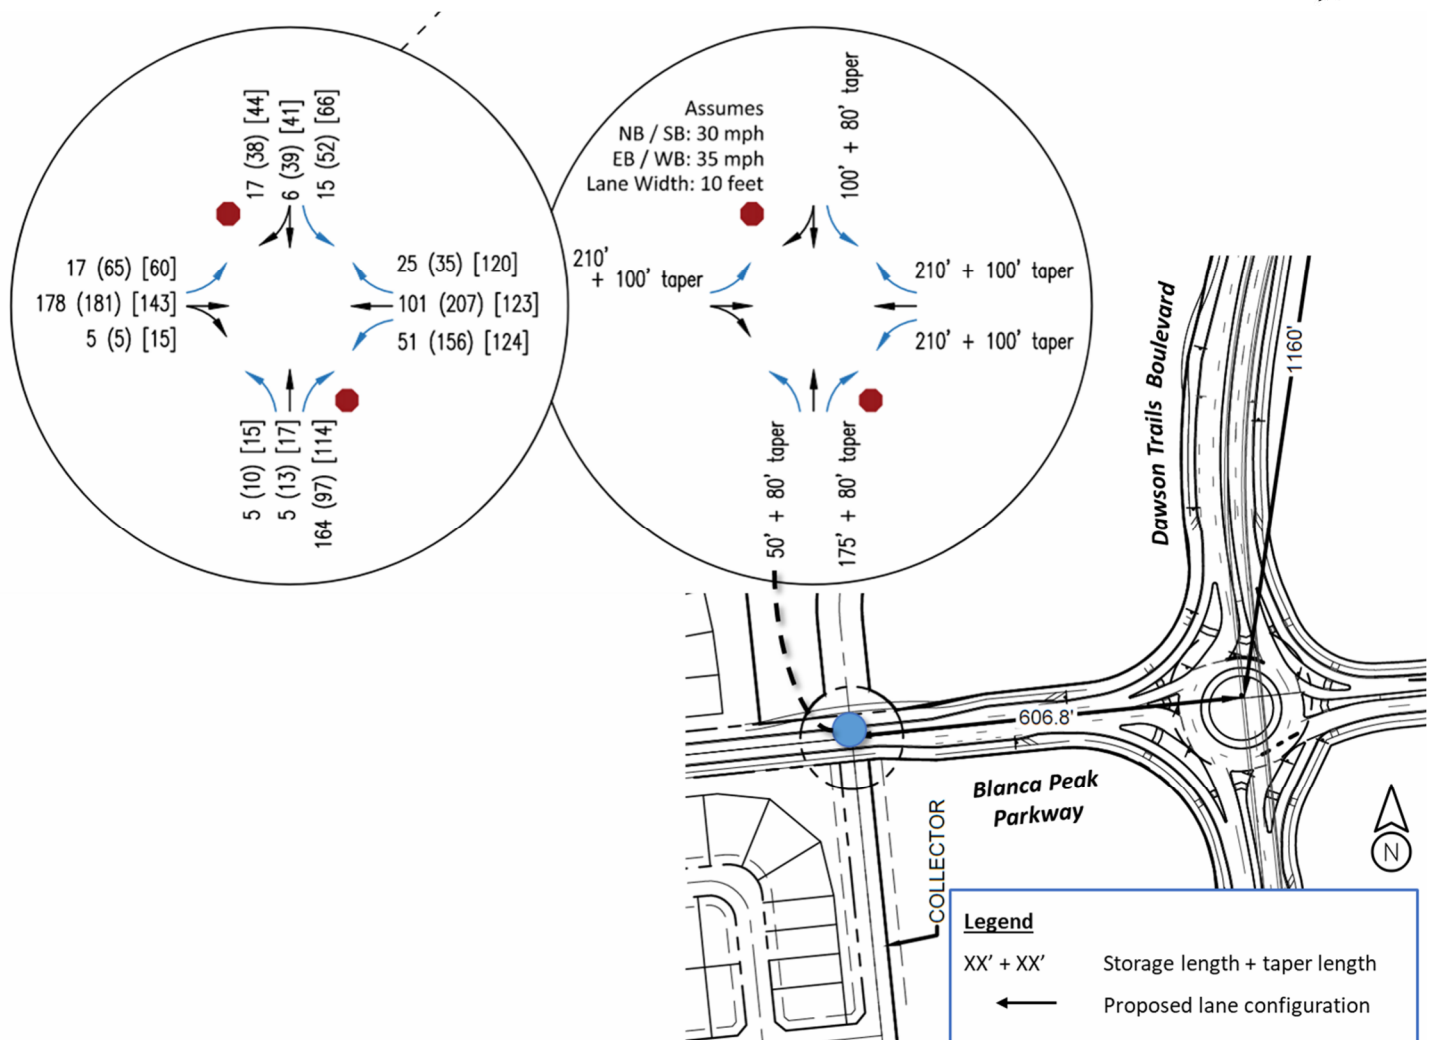 17 (38) [44]
6 (39) [41]
15 (52) [66]
17 (65) [60]
178 (181) [143]
5 (5) [15]
25 (35) [120]
101 (207) [123]
51 (156) [124]
5 (10) [15]
5 (13) [17]
164 (97) [114]
Assumes
NB / SB: 30 mph
EB / WB: 35 mph
Lane Width: 10 feet
100' + 80' taper
210'
+ 100' taper
210' + 100' taper
210' + 100' taper
50' + 80' taper
175' + 80' taper
Dawson Trails Boulevard
1160'
606.8'
Blanca Peak
Parkway
COLLECTOR
N
Legend
XX' + XX' Storage length + taper length
Proposed lane configuration